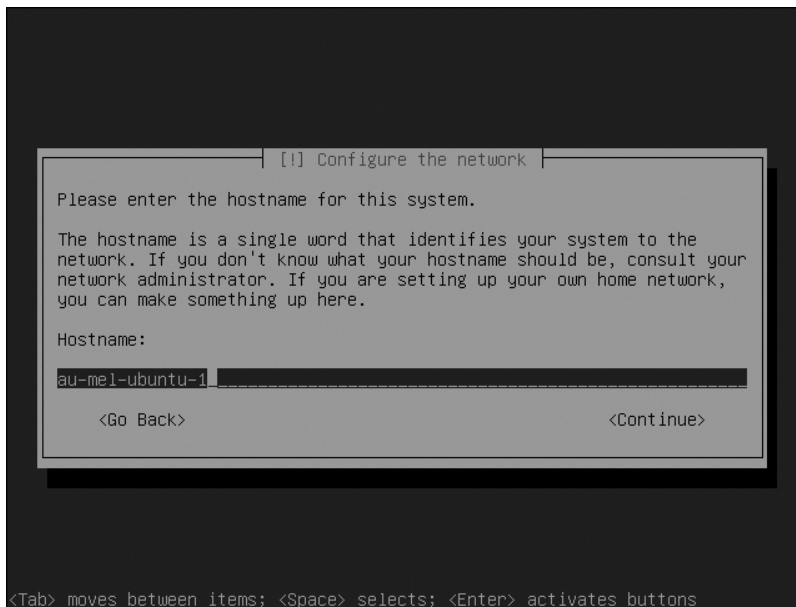 [!] Configure the network
Please enter the hostname for this system.
The hostname is a single word that identifies your system to the
network. If you don't know what your hostname should be, consult your
network administrator. If you are setting up your own home network,
you can make something up here.
Hostname:
au-mel-ubuntu-1
<Go Back> <Continue>
<Tab> moves between items; <Space> selects; <Enter> activates buttons